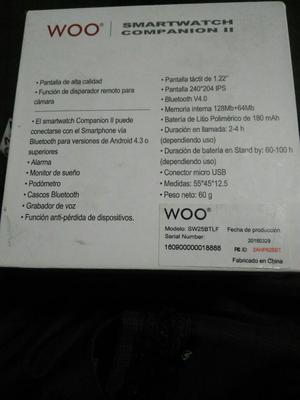 WOO®
SMARTWATCH
COMPANION II
• Pantalla de alta calidad
• Función de disparador remoto para
cámara
• El smartwatch Companion II puede
conectarse con el Smartphone vía
Bluetooth para versiones de Android 4.3 o
superiores
• Alarma
• Monitor de sueño
• Podómetro
• Cascos Bluetooth
• Grabador de voz
• Función anti-pérdida de dispositivos.
• Pantalla táctil de 1.22"
• Pantalla 240*204 IPS
• Bluetooth V4.0
• Memoria interna 128Mb+64Mb
• Batería de Litio Polimérico de 180 mAh
• Duración en llamada: 2-4 h
(dependiendo uso)
• Duración de batería en Stand by: 60-100 h
(dependiendo uso)
• Conector micro USB
• Medidas: 55*45*12.5
• Peso neto: 60 g
WOO®
Modelo: SW25BTLF
Serial Number:
160900000018888
Fecha de producción:
20160329
FC ID: 2AHP62SBT
Fabricado en China